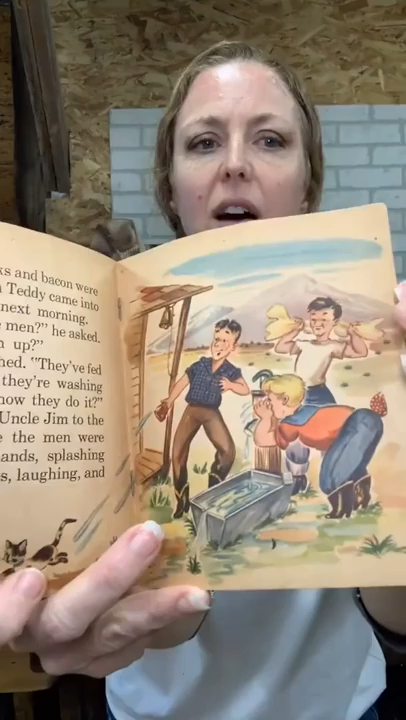 ks and bacon were
Teddy came into
next morning.
men?" he asked.
up?"
hed. "They've fed
they're washing
now they do it?"
Uncle Jim to the
e the men were
ands, splashing
s, laughing, and